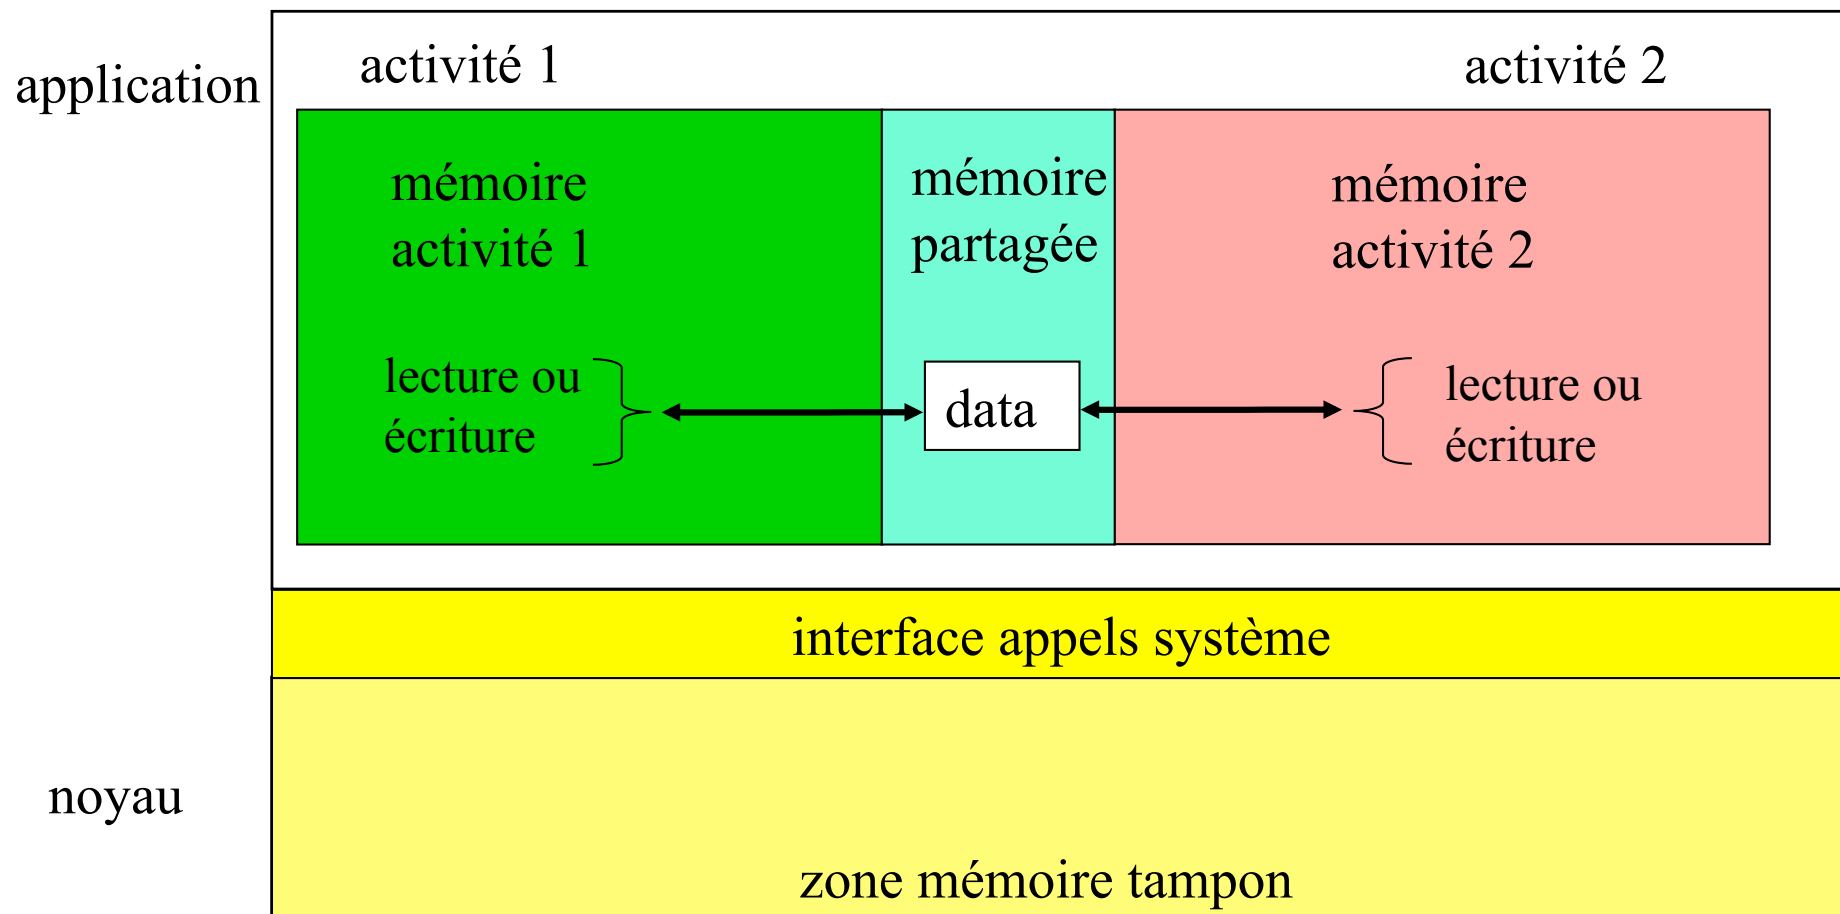 application
activité 1
activité 2
mémoire
activité 1
mémoire
partagée
mémoire
activité 2
lecture ou
écriture
data
lecture ou
écriture
interface appels système
noyau
zone mémoire tampon